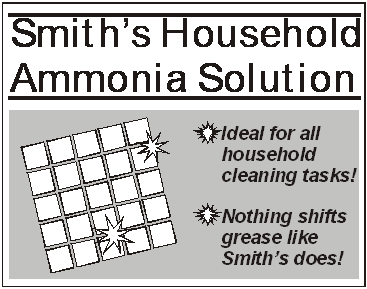 Smith's Household
Ammonia Solution
Ideal for all
household
cleaning tasks!
Nothing shifts
grease like
Smith's does!